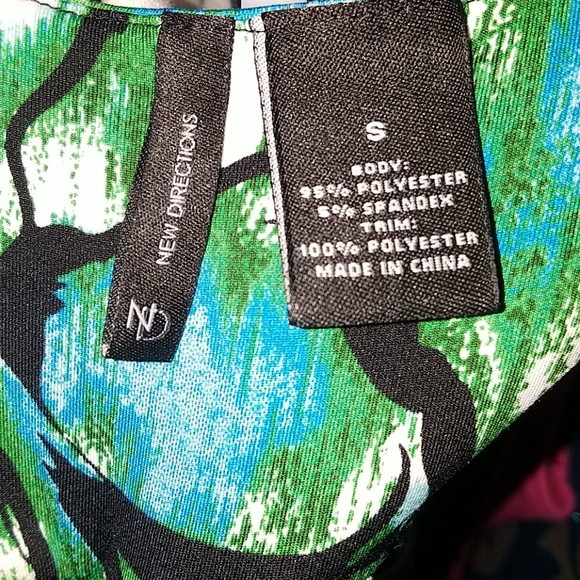 NEW DIRECTIONS
ND
S
BODY:
95% POLYESTER
5% SPANDEX
TRIM:
100% POLYESTER
MADE IN CHINA